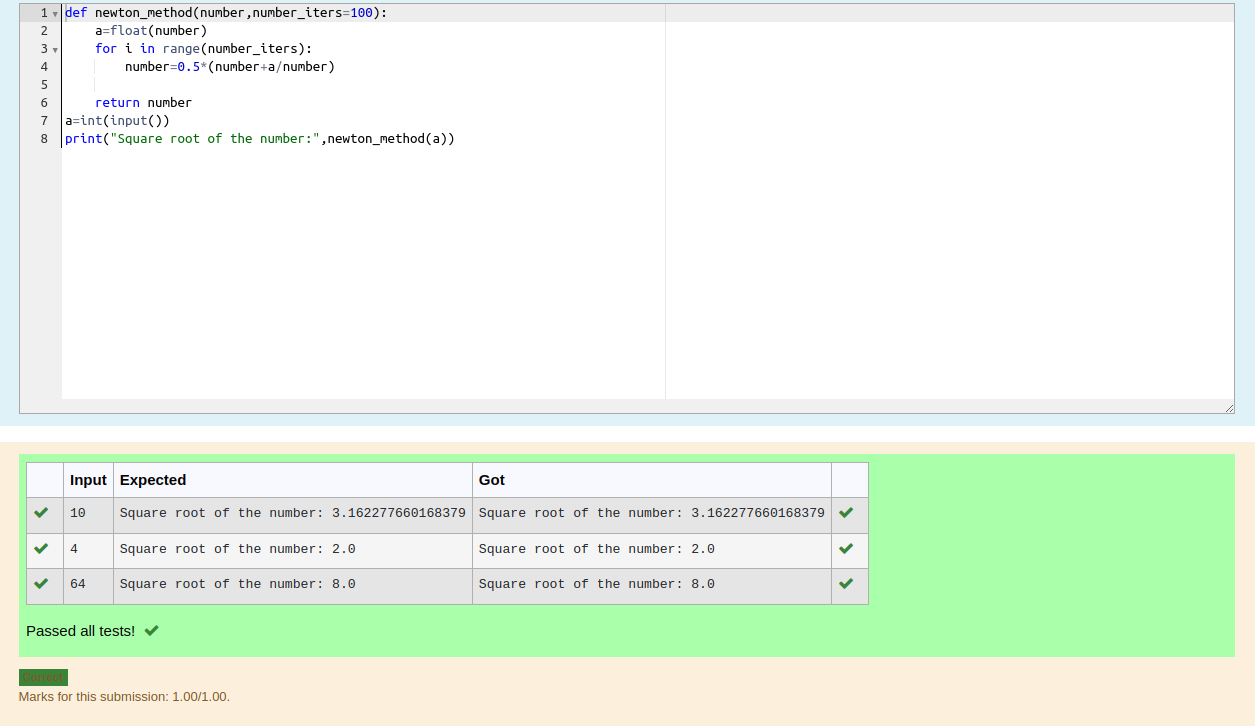 1 def newton_method(number,number_iters=100):
2     a=float(number)
3     for i in range(number_iters):
4         number=0.5*(number+a/number)
5
6     return number
7 a=int(input())
8 print("Square root of the number:",newton_method(a))
Input Expected Got
10 Square root of the number: 3.162277660168379 Square root of the number: 3.162277660168379
4 Square root of the number: 2.0 Square root of the number: 2.0
64 Square root of the number: 8.0 Square root of the number: 8.0
Passed all tests!
Correct
Marks for this submission: 1.00/1.00.